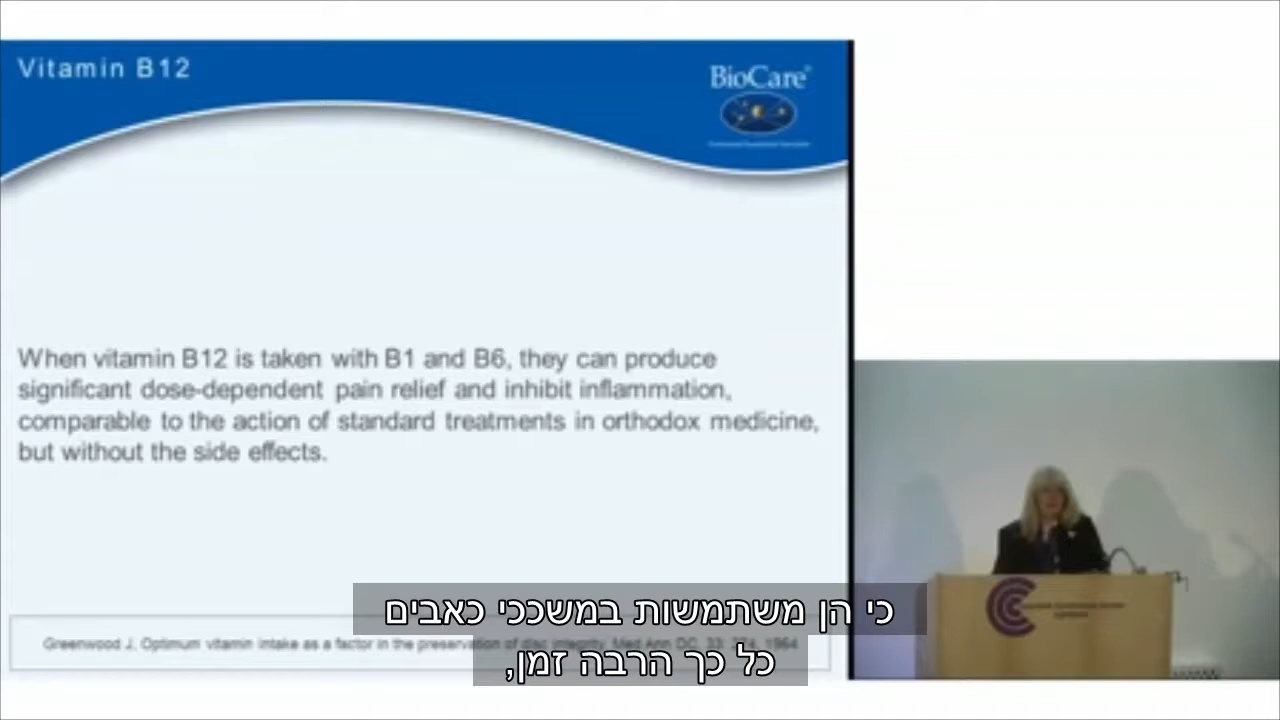 Vitamin B12
BioCare
When vitamin B12 is taken with B1 and B6, they can produce
significant dose-dependent pain relief and inhibit inflammation,
comparable to the action of standard treatments in orthodox medicine,
but without the side effects.
Greenwood J. Optimum vitamin intake as a factor in the preservation of disc integrity. Med Ann DC. 33: 274, 1964
כי הן משתמשות במשככי כאבים
כל כך הרבה זמן,